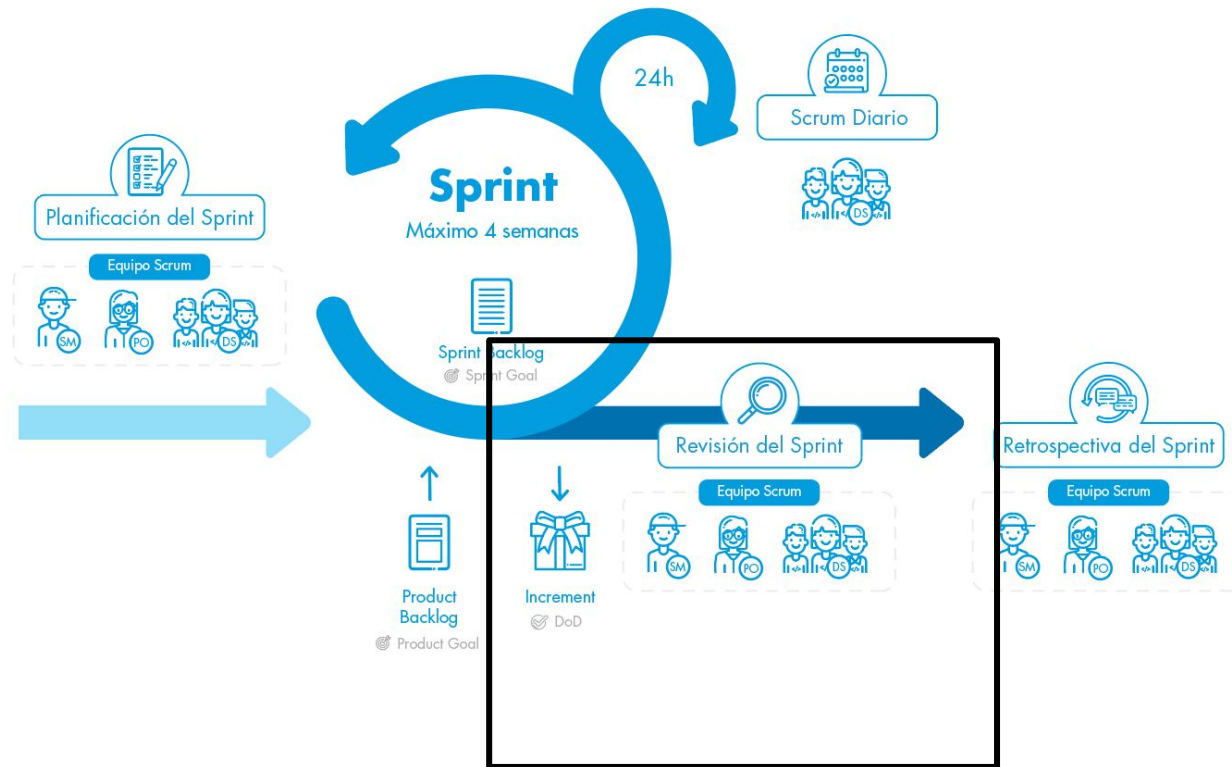 24h
Scrum Diario
DS
Planificación del Sprint
Equipo Scrum
SM
PO
DS
Sprint
Máximo 4 semanas
Sprint Backlog
Sprint Goal
Revisión del Sprint
Equipo Scrum
SM
PO
DS
Retrospectiva del Sprint
Equipo Scrum
SM
PO
DS
Product
Backlog
Product Goal
Increment
DoD